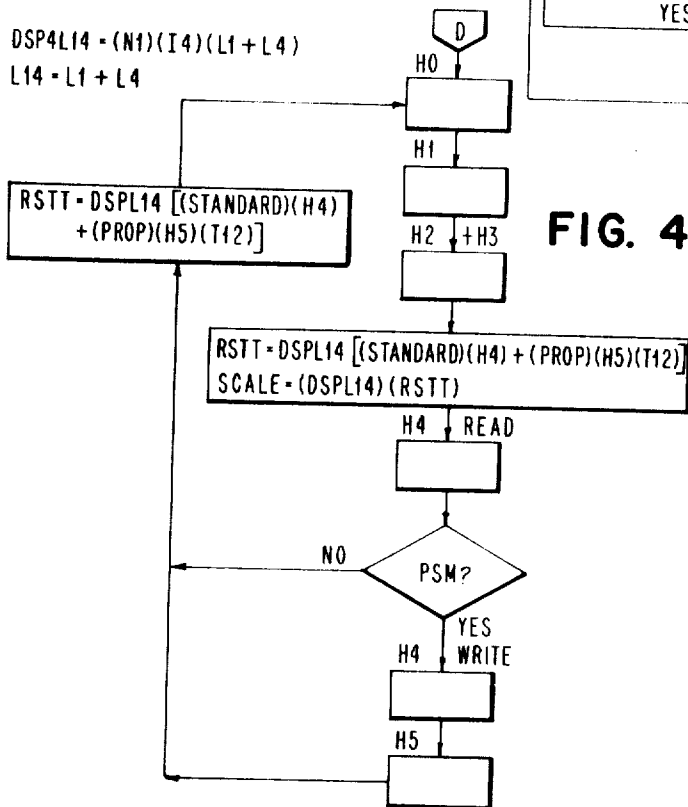 YES
DSP4L14 = (N1)(I4)(L1 + L4)
L14 = L1 + L4
D
H0
H1
RSTT = DSPL14 [(STANDARD)(H4)
+ (PROP)(H5)(T12)]
H2 + H3
FIG. 4
RSTT = DSPL14 [(STANDARD)(H4) + (PROP)(H5)(T12)]
SCALE = (DSPL14)(RSTT)
H4 READ
NO
PSM?
YES
H4 WRITE
H5